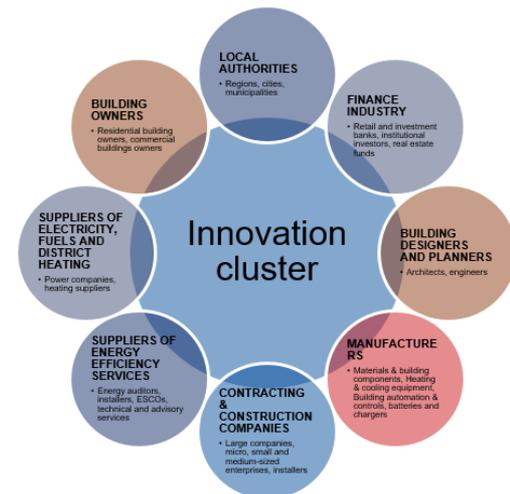 LOCAL
AUTHORITIES
• Regions, cities,
municipalities
FINANCE
INDUSTRY
• Retail and investment
banks, institutional
investors, real estate
funds
BUILDING
DESIGNERS
AND PLANNERS
• Architects, engineers
MANUFACTURE
RS
• Materials & building
components, Heating
& cooling equipment,
Building automation &
controls, batteries and
chargers
CONTRACTING
&
CONSTRUCTION
COMPANIES
• Large companies,
micro, small and
medium-sized
enterprises, installers
SUPPLIERS OF
ENERGY
EFFICIENCY
SERVICES
• Energy auditors,
installers, ESCOs,
technical and advisory
services
SUPPLIERS OF
ELECTRICITY,
FUELS AND
DISTRICT
HEATING
• Power companies,
heating suppliers
BUILDING
OWNERS
• Residential building
owners, commercial
buildings owners
Innovation
cluster